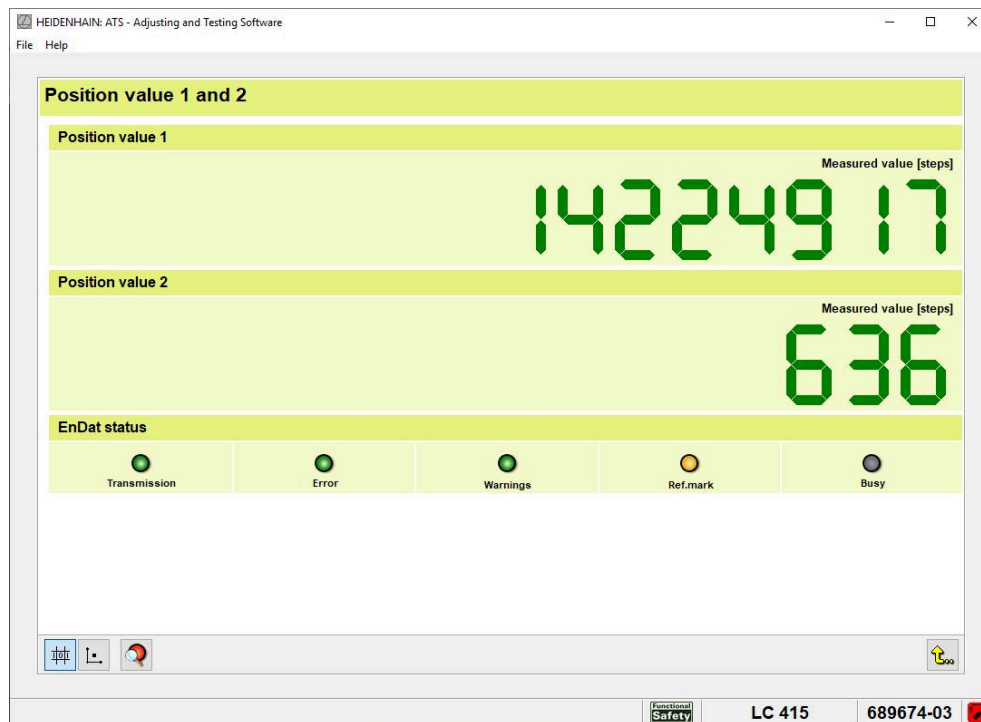 HEIDENHAIN: ATS - Adjusting and Testing Software
File Help
Position value 1 and 2
Position value 1
Measured value [steps]
14224917
Position value 2
Measured value [steps]
636
EnDat status
Transmission Error Warnings Ref.mark Busy
Functional Safety LC 415 689674-03